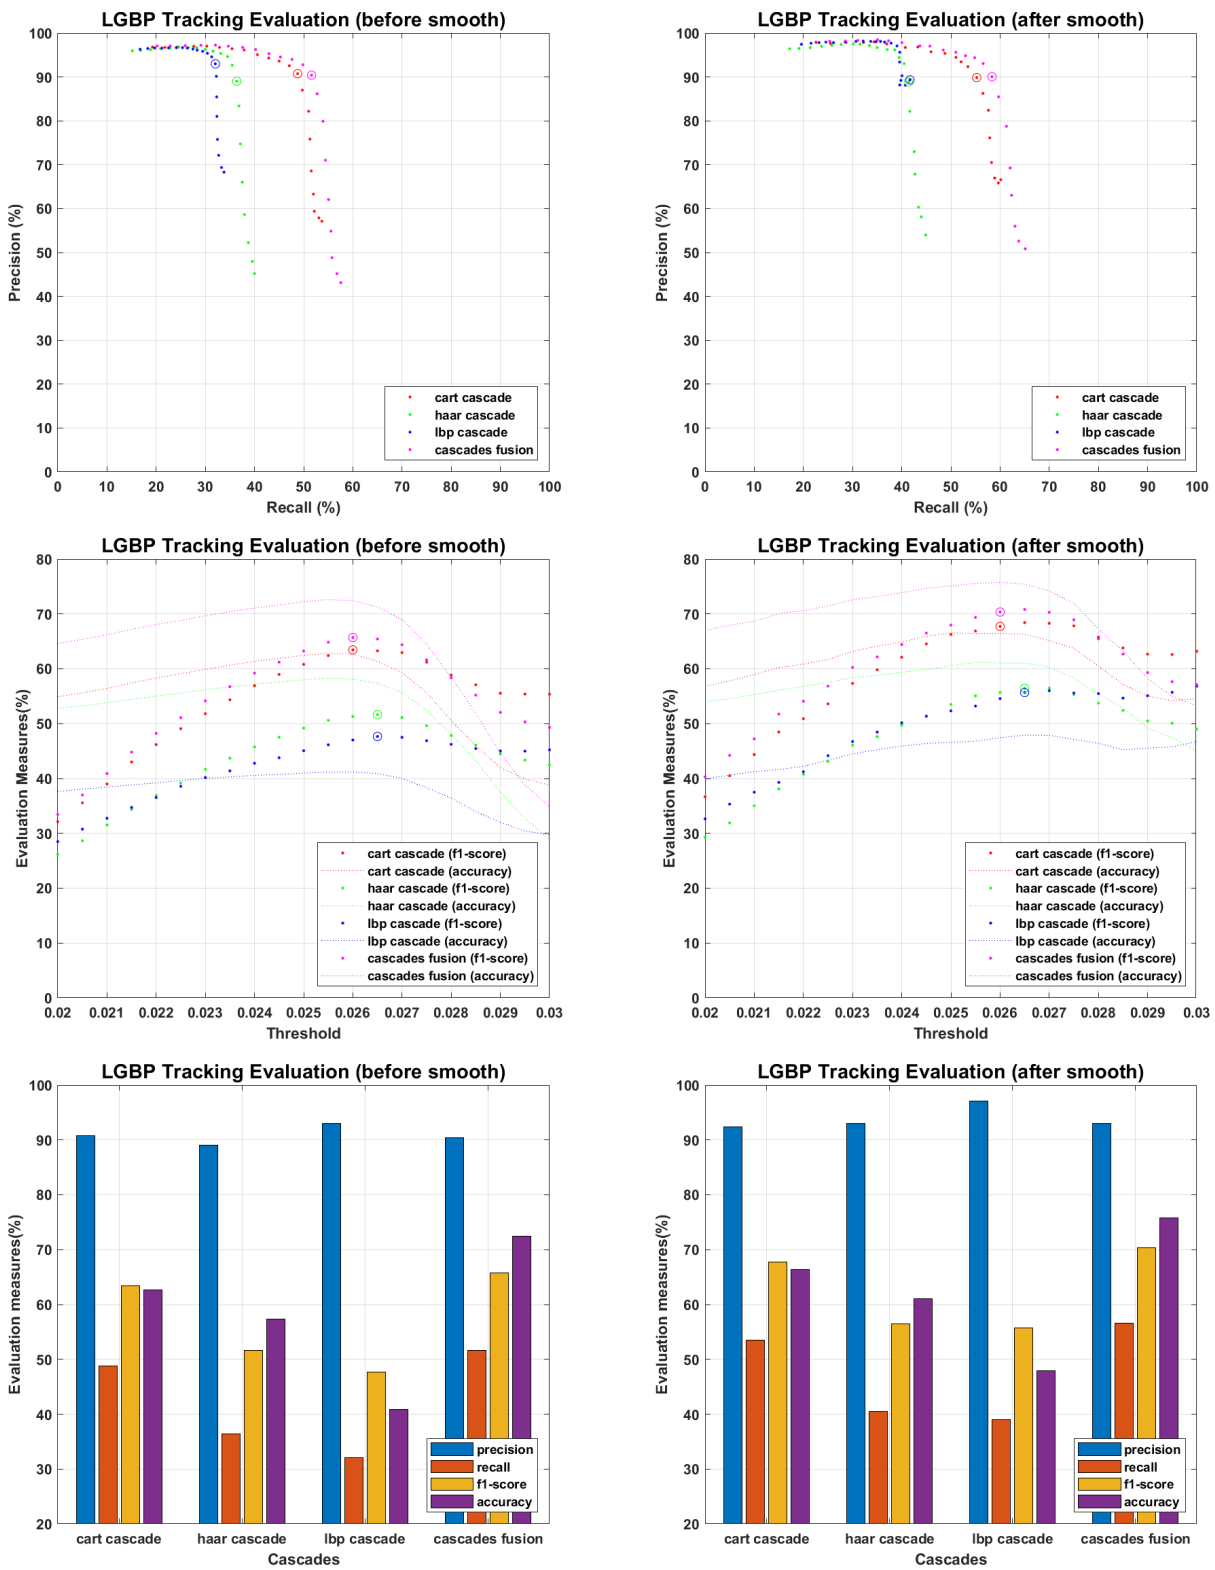 LGBP Tracking Evaluation (before smooth)
100
90
80
70
60
50
40
30
20
10
0
Precision (%)
0 10 20 30 40 50 60 70 80 90 100
Recall (%)
cart cascade
haar cascade
lbp cascade
cascades fusion
LGBP Tracking Evaluation (after smooth)
100
90
80
70
60
50
40
30
20
10
0
Precision (%)
0 10 20 30 40 50 60 70 80 90 100
Recall (%)
cart cascade
haar cascade
lbp cascade
cascades fusion
LGBP Tracking Evaluation (before smooth)
80
70
60
50
40
30
20
10
0
Evaluation Measures(%)
0.02 0.021 0.022 0.023 0.024 0.025 0.026 0.027 0.028 0.029 0.03
Threshold
cart cascade (f1-score)
cart cascade (accuracy)
haar cascade (f1-score)
haar cascade (accuracy)
lbp cascade (f1-score)
lbp cascade (accuracy)
cascades fusion (f1-score)
cascades fusion (accuracy)
LGBP Tracking Evaluation (after smooth)
80
70
60
50
40
30
20
10
0
Evaluation Measures(%)
0.02 0.021 0.022 0.023 0.024 0.025 0.026 0.027 0.028 0.029 0.03
Threshold
cart cascade (f1-score)
cart cascade (accuracy)
haar cascade (f1-score)
haar cascade (accuracy)
lbp cascade (f1-score)
lbp cascade (accuracy)
cascades fusion (f1-score)
cascades fusion (accuracy)
LGBP Tracking Evaluation (before smooth)
100
90
80
70
60
50
40
30
20
Evaluation measures(%)
cart cascade haar cascade lbp cascade cascades fusion
Cascades
precision
recall
f1-score
accuracy
LGBP Tracking Evaluation (after smooth)
100
90
80
70
60
50
40
30
20
Evaluation measures(%)
cart cascade haar cascade lbp cascade cascades fusion
Cascades
precision
recall
f1-score
accuracy